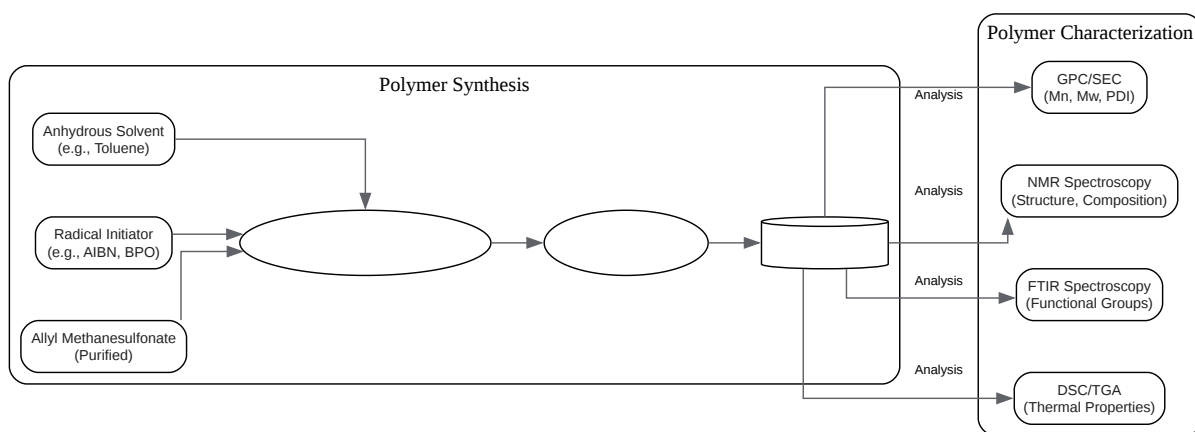 Polymer Characterization
Polymer Synthesis
GPC/SEC
(Mn, Mw, PDI)
Analysis
Anhydrous Solvent
(e.g., Toluene)
NMR Spectroscopy
(Structure, Composition)
Analysis
Radical Initiator
(e.g., AIBN, BPO)
Analysis
FTIR Spectroscopy
(Functional Groups)
Allyl Methanesulfonate
(Purified)
Analysis
DSC/TGA
(Thermal Properties)